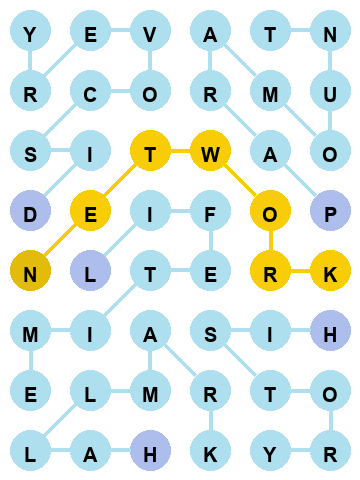 Y E V A T N
R C O R M U
S I T W A O
D E I F O P
N L T E R K
M I A S I H
E L M R T O
L A H K Y R